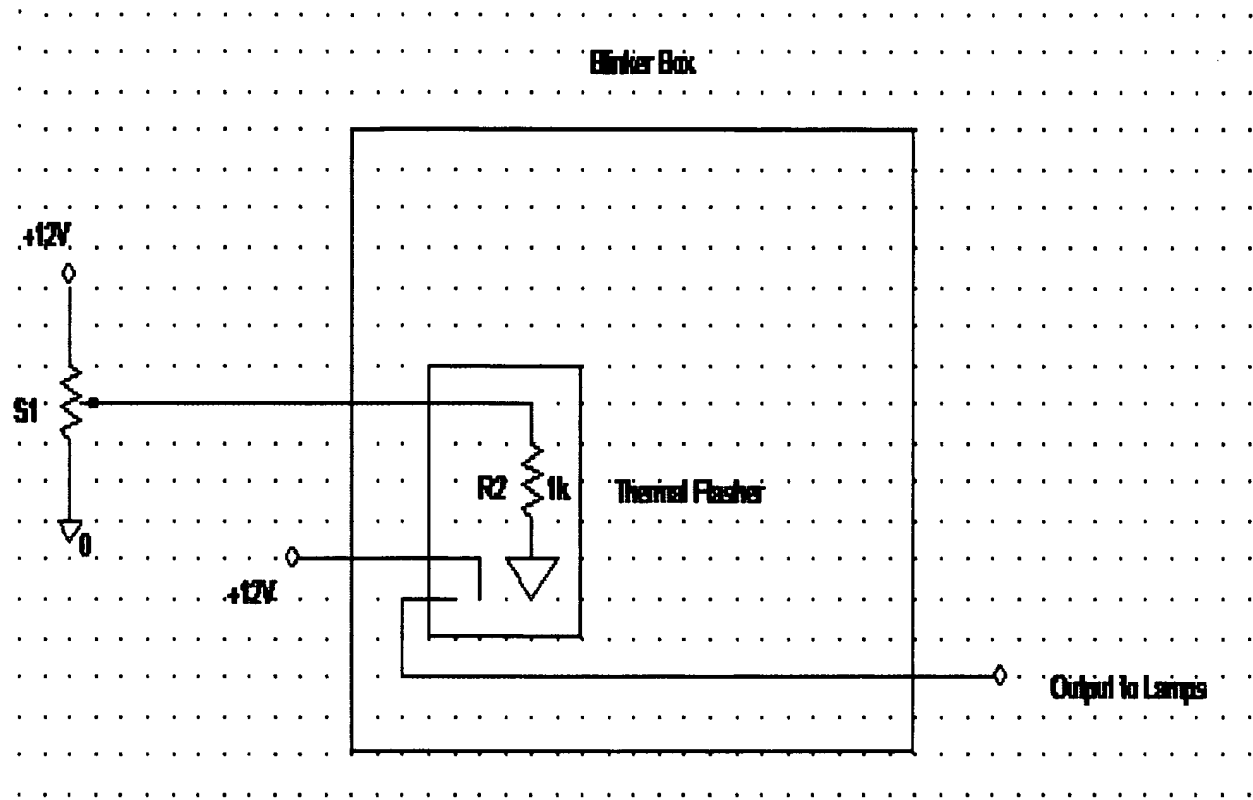 Blinker Box
+12V
S1
R2
1k
Thermal Flasher
0
+12V
Output to Lamps